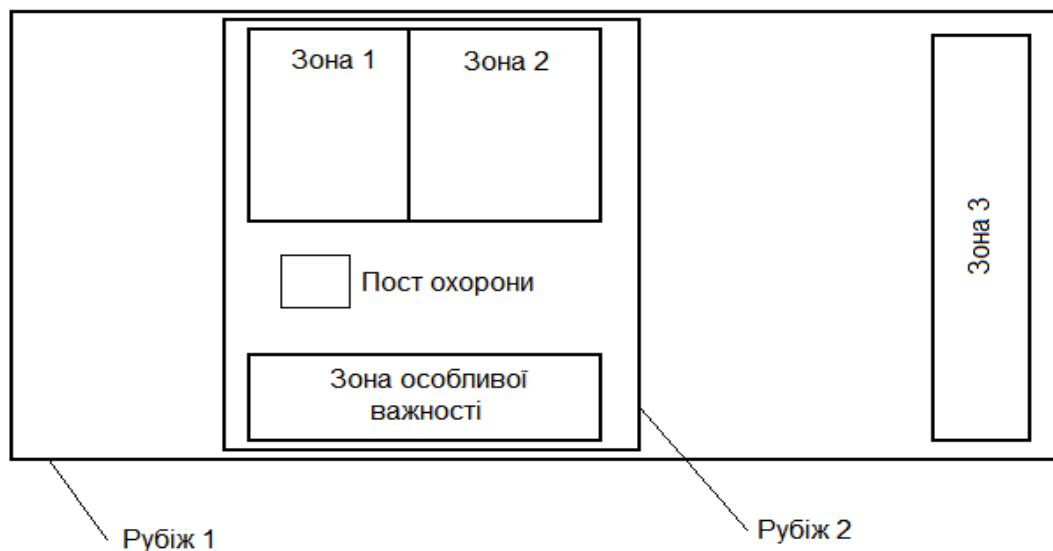 Зона 1
Зона 2
Зона 3
Пост охорони
Зона особливої
важності
Рубіж 1
Рубіж 2